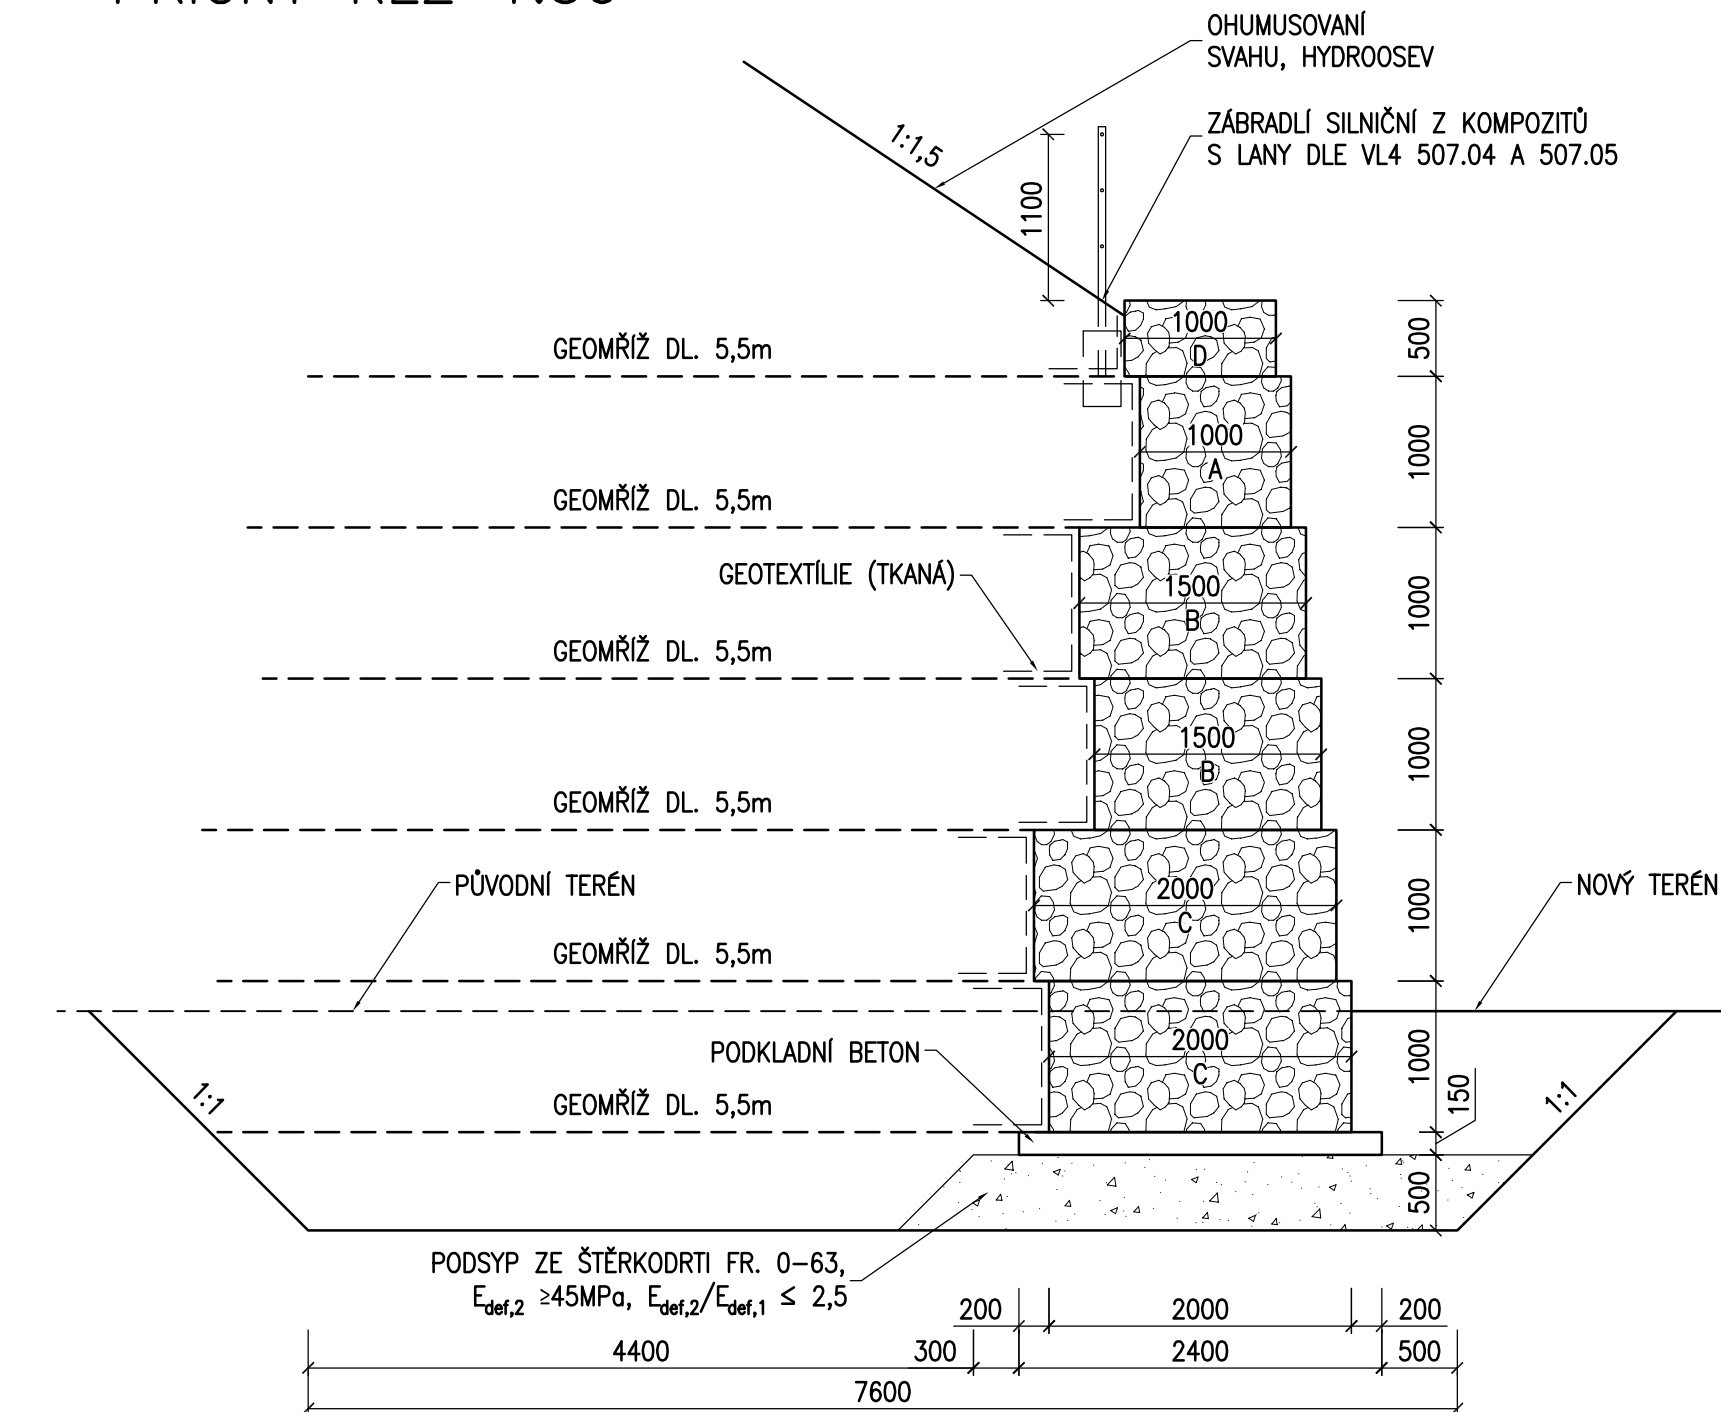 OHUMUSOVANÍ
SVAHU, HYDROOSEV
ZÁBRADLÍ SILNIČNÍ Z KOMPOZITŮ
S LANY DLE VL4 507.04 A 507.05
1:1,5
1100
1000
D
500
GEOMŘÍŽ DL. 5,5m
1000
A
1000
GEOMŘÍŽ DL. 5,5m
GEOTEXTÍLIE (TKANÁ)
1500
B
1000
GEOMŘÍŽ DL. 5,5m
1500
B
1000
GEOMŘÍŽ DL. 5,5m
PŮVODNÍ TERÉN
2000
C
1000
NOVÝ TERÉN
GEOMŘÍŽ DL. 5,5m
PODKLADNÍ BETON
2000
C
1000
150
1:1
1:1
GEOMŘÍŽ DL. 5,5m
500
PODSYP ZE ŠTĚRKODRTI FR. 0-63,
Edef,2 ≥45MPa, Edef,2/Edef,1 ≤ 2,5
200 2000 200
4400 300 2400 500
7600